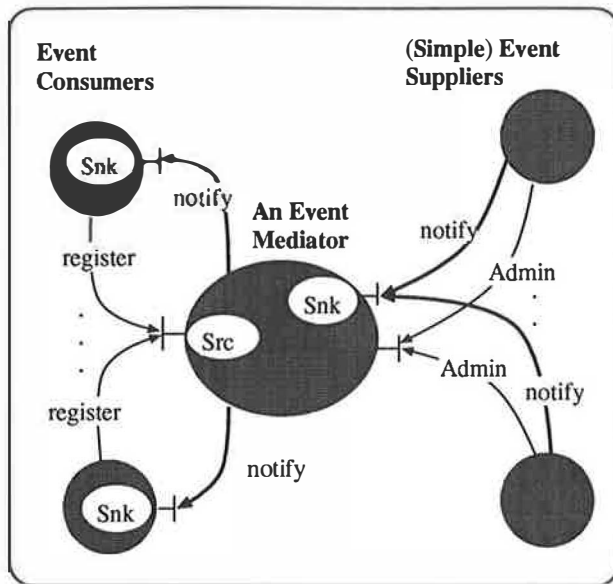 Event
Consumers
(Simple) Event
Suppliers
Snk
notify
An Event
Mediator
notify
register
Admin
Snk
Src
Admin
register
notify
notify
Snk